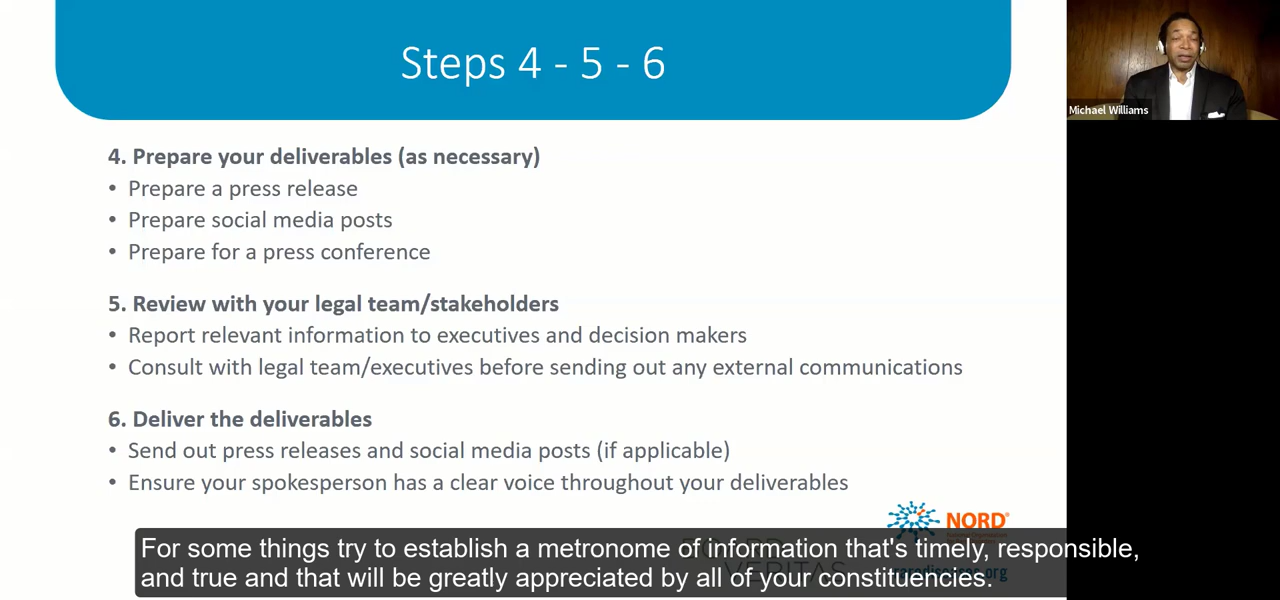 Steps 4 - 5 - 6
Michael Williams
4. Prepare your deliverables (as necessary)
• Prepare a press release
• Prepare social media posts
• Prepare for a press conference
5. Review with your legal team/stakeholders
• Report relevant information to executives and decision makers
• Consult with legal team/executives before sending out any external communications
6. Deliver the deliverables
• Send out press releases and social media posts (if applicable)
• Ensure your spokesperson has a clear voice throughout your deliverables
NORD®
For some things try to establish a metronome of information that's timely, responsible,
and true and that will be greatly appreciated by all of your constituencies.